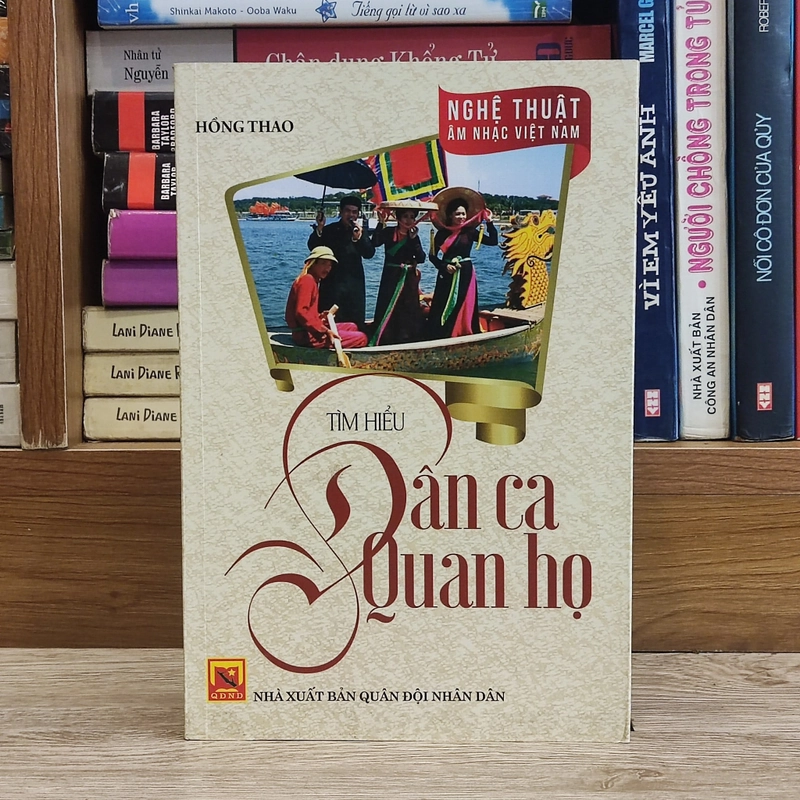 Shinkai Makoto - Ooba Waku
Tiếng gọi từ vì sao xa
Nhân tử
Nguyễn
Chân dung Khổng Tử
BARBARA
TAYLOR
BRADFORD
BARBARA
TAYLOR
LANI DIANE
LANI DIANE
LANI DIANE
HỒNG THAO
NGHỆ THUẬT
ÂM NHẠC VIỆT NAM
TÌM HIỂU
Dân ca
Quan họ
QĐND
NHÀ XUẤT BẢN QUÂN ĐỘI NHÂN DÂN
MARCEL
VÌ EM YÊU ANH
NGƯỜI CHỒNG TRONG
NHÀ XUẤT BẢN
CÔNG AN NHÂN DÂN
NỖI CÔ ĐƠN CỦA QỦY